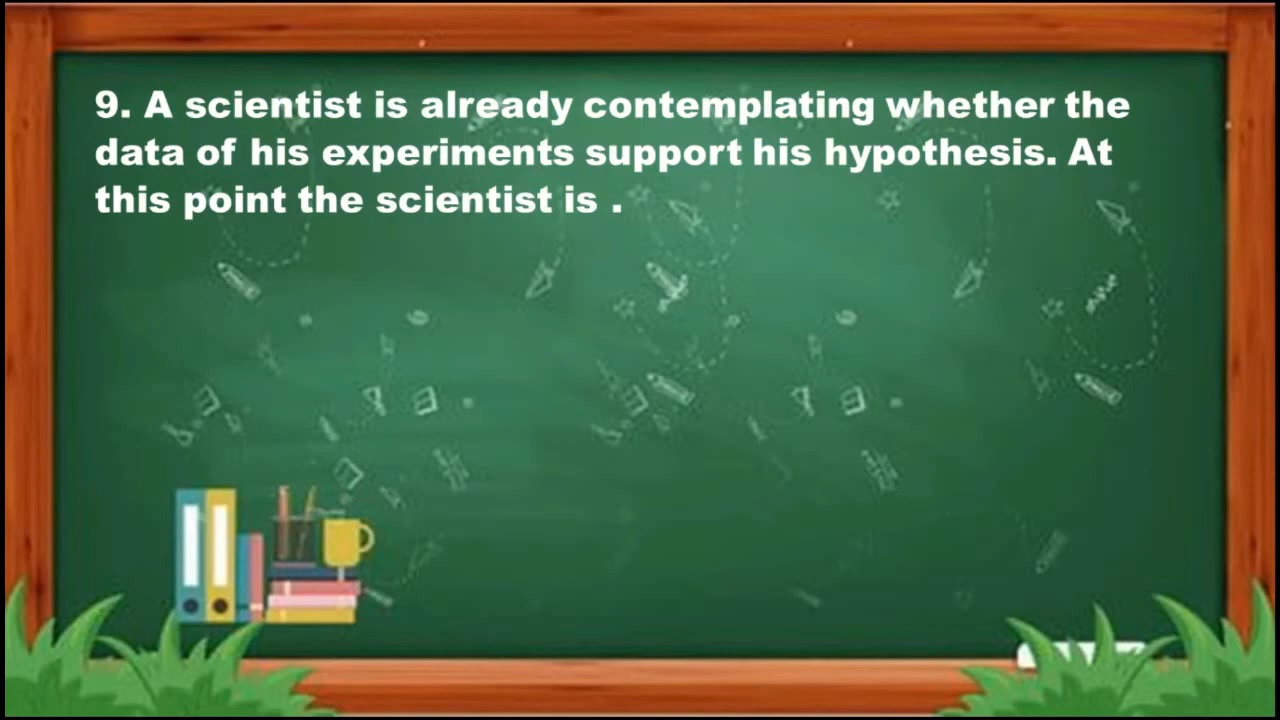 9. A scientist is already contemplating whether the
data of his experiments support his hypothesis. At
this point the scientist is .